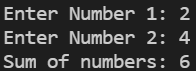 Enter Number 1: 2
Enter Number 2: 4
Sum of numbers: 6